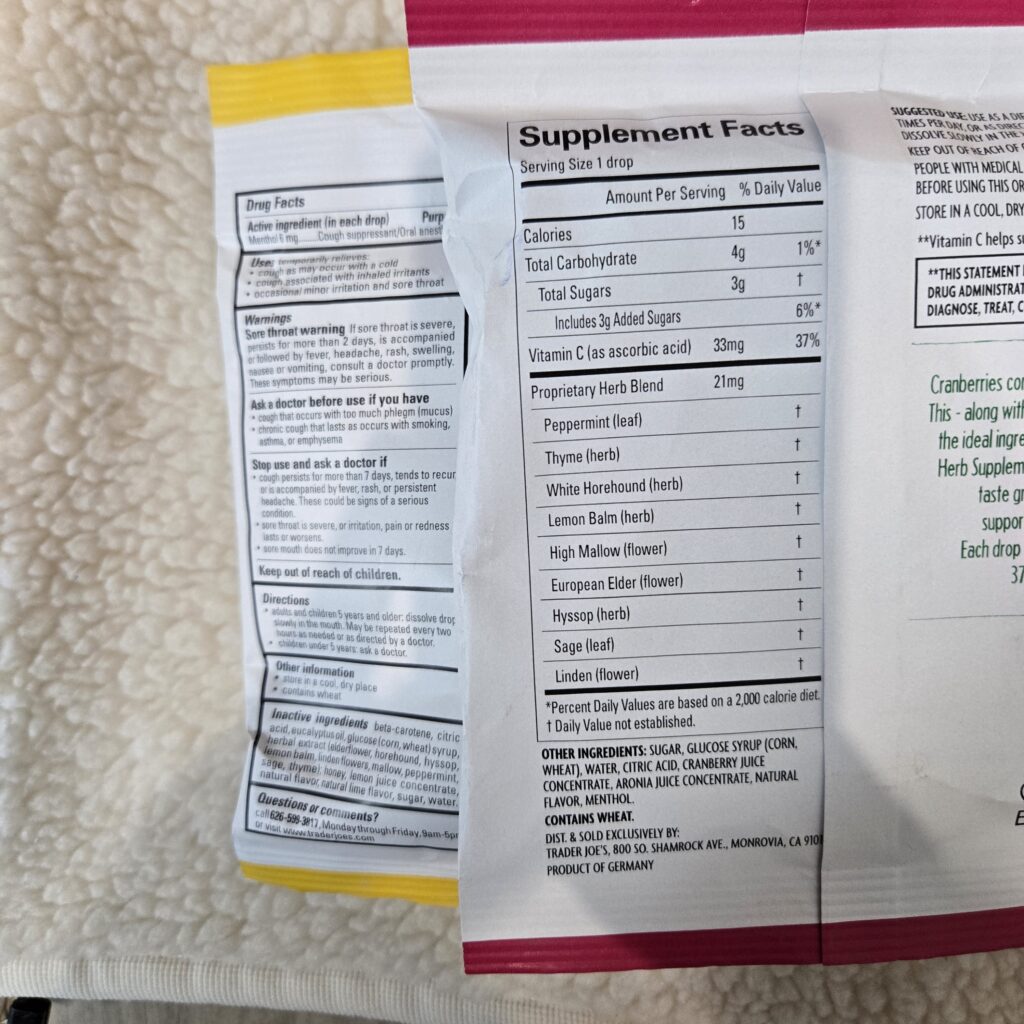 Drug Facts
Active ingredient (in each drop) Purp
Menthol 6 mg........Cough suppressant/Oral anest
Uses temporarily relieves:
• cough as may occur with a cold
• cough associated with inhaled irritants
• occasional minor irritation and sore throat
Warnings
Sore throat warning If sore throat is severe,
persists for more than 2 days, is accompanied
or followed by fever, headache, rash, swelling,
nausea or vomiting, consult a doctor promptly.
These symptoms may be serious.
Ask a doctor before use if you have
• cough that occurs with too much phlegm (mucus)
• chronic cough that lasts as occurs with smoking,
asthma, or emphysema
Stop use and ask a doctor if
• cough persists for more than 7 days, tends to recur
or is accompanied by fever, rash, or persistent
headache. These could be signs of a serious
condition.
• sore throat is severe, or irritation, pain or redness
lasts or worsens.
• sore mouth does not improve in 7 days.
Keep out of reach of children.
Directions
• adults and children 5 years and older: dissolve drop
slowly in the mouth. May be repeated every two
hours as needed or as directed by a doctor.
• children under 5 years: ask a doctor.
Other information
• store in a cool, dry place
• contains wheat
Inactive ingredients beta-carotene, citric
acid, eucalyptus oil, glucose (corn, wheat) syrup,
herbal extract (elderflower, horehound, hyssop,
lemon balm, linden flowers, mallow, peppermint,
sage, thyme), honey, lemon juice concentrate,
natural flavor, natural lime flavor, sugar, water.
Questions or comments?
call 626-599-3817, Monday through Friday, 9am-5pm
or visit www.traderjoes.com
Supplement Facts
Serving Size 1 drop
Amount Per Serving % Daily Value
Calories 15
Total Carbohydrate 4g 1%*
Total Sugars 3g †
Includes 3g Added Sugars 6%*
Vitamin C (as ascorbic acid) 33mg 37%
Proprietary Herb Blend 21mg
Peppermint (leaf) †
Thyme (herb) †
White Horehound (herb) †
Lemon Balm (herb) †
High Mallow (flower) †
European Elder (flower) †
Hyssop (herb) †
Sage (leaf) †
Linden (flower) †
*Percent Daily Values are based on a 2,000 calorie diet.
† Daily Value not established.
OTHER INGREDIENTS: SUGAR, GLUCOSE SYRUP (CORN,
WHEAT), WATER, CITRIC ACID, CRANBERRY JUICE
CONCENTRATE, ARONIA JUICE CONCENTRATE, NATURAL
FLAVOR, MENTHOL.
CONTAINS WHEAT.
DIST. & SOLD EXCLUSIVELY BY:
TRADER JOE'S, 800 SO. SHAMROCK AVE., MONROVIA, CA 9101
PRODUCT OF GERMANY
SUGGESTED USE: USE AS A DIE
TIMES PER DAY, OR AS DIREC
DISSOLVE SLOWLY IN THE
KEEP OUT OF REACH OF
PEOPLE WITH MEDICAL
BEFORE USING THIS OR
STORE IN A COOL, DRY
**Vitamin C helps su
**THIS STATEMENT
DRUG ADMINISTRAT
DIAGNOSE, TREAT, C
Cranberries con
This - along with
the ideal ingre
Herb Supplem
taste gr
suppor
Each drop
37